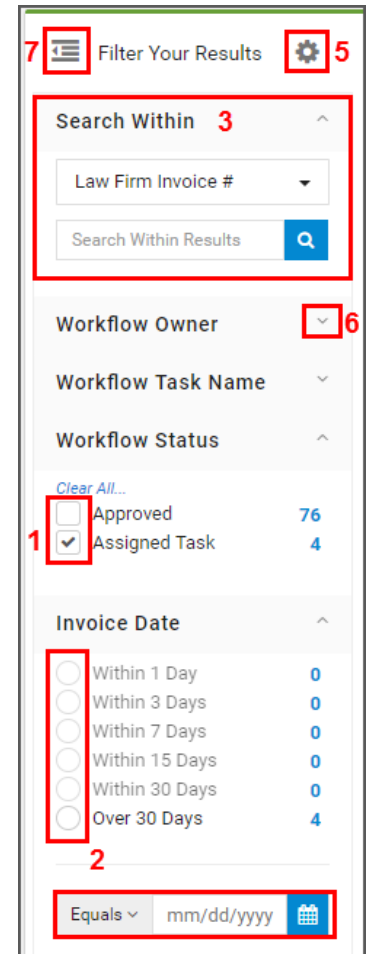 7 Filter Your Results 5
Search Within 3
Law Firm Invoice #
Search Within Results
Workflow Owner 6
Workflow Task Name
Workflow Status
Clear All...
Approved 76
1 Assigned Task 4
Invoice Date
Within 1 Day 0
Within 3 Days 0
Within 7 Days 0
Within 15 Days 0
Within 30 Days 0
Over 30 Days 4
2
Equals mm/dd/yyyy